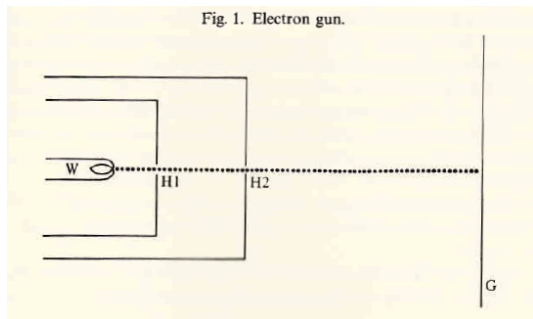 Fig. 1. Electron gun.
W
H1
H2
G